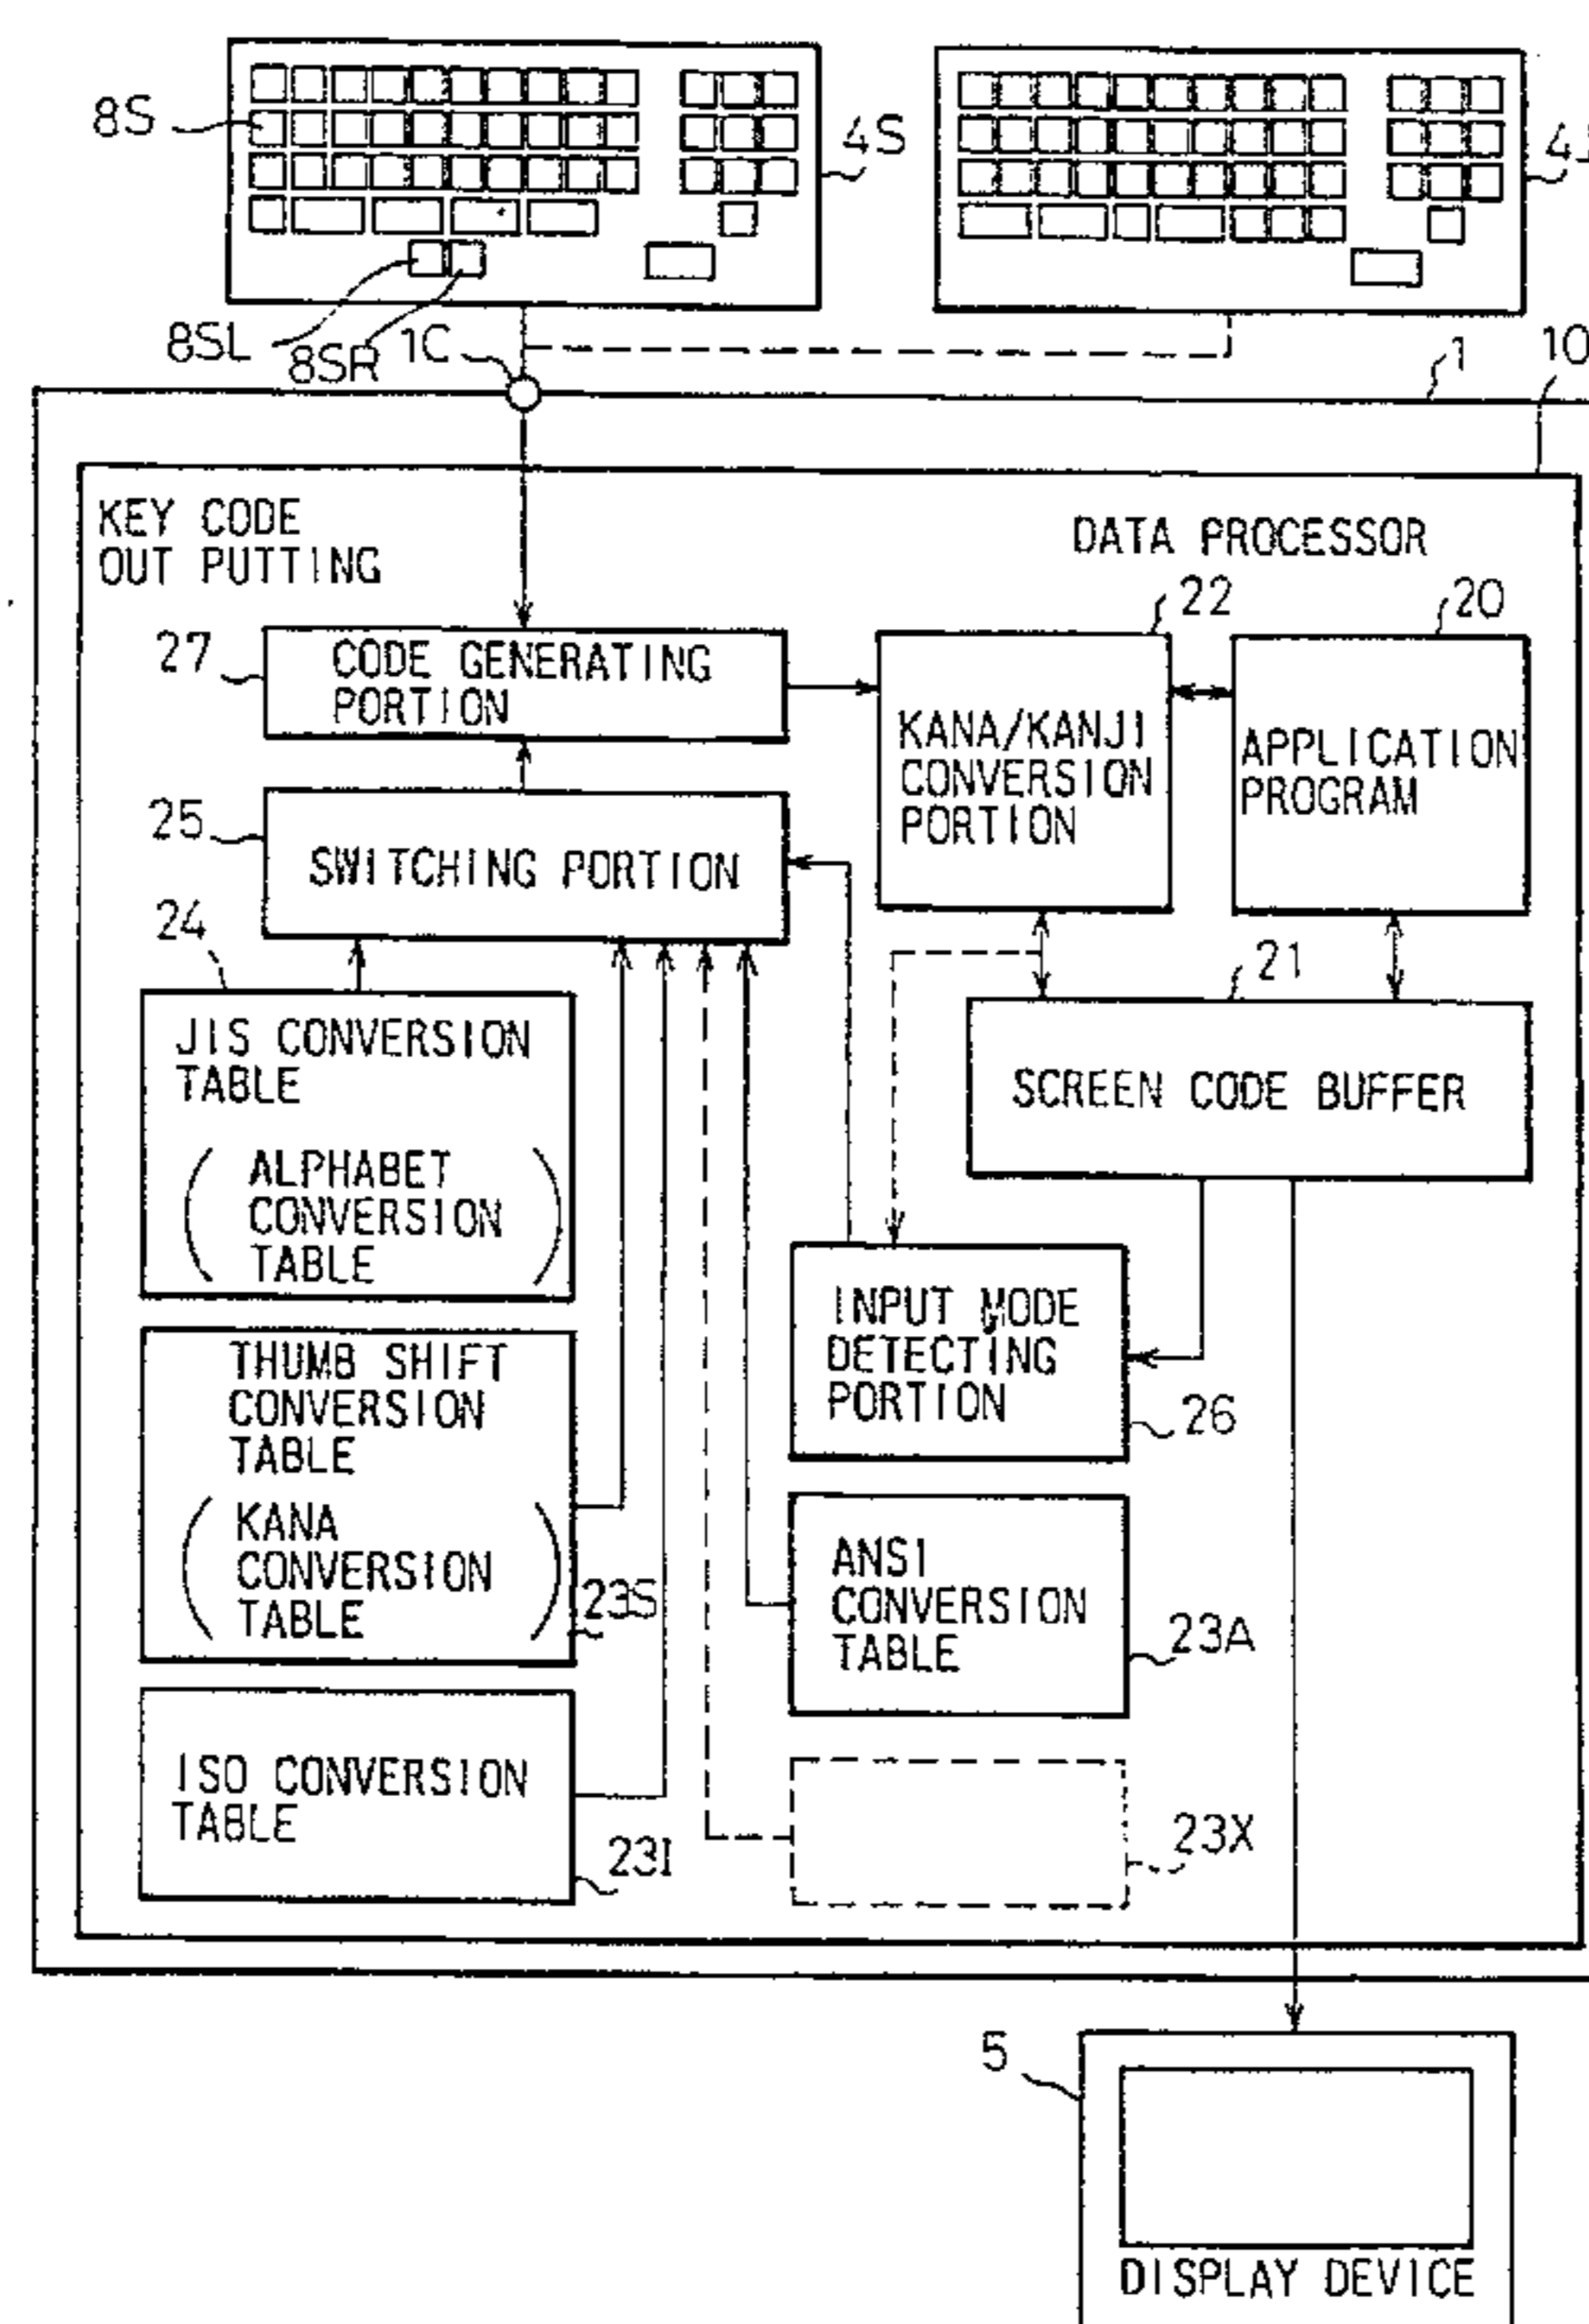 8S
4S
8SL
8SR
1C
1
10
KEY CODE
OUT PUTTING
DATA PROCESSOR
27
CODE GENERATING
PORTION
22
KANA/KANJI
CONVERSION
PORTION
20
APPLICATION
PROGRAM
25
SWITCHING PORTION
24
JIS CONVERSION
TABLE
ALPHABET
CONVERSION
TABLE
21
SCREEN CODE BUFFER
THUMB SHIFT
CONVERSION
TABLE
KANA
CONVERSION
TABLE
23S
INPUT MODE
DETECTING
PORTION
26
ANSI
CONVERSION
TABLE
23A
ISO CONVERSION
TABLE
23I
23X
5
DISPLAY DEVICE